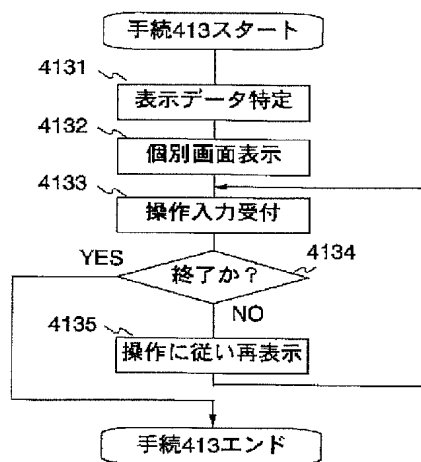 手続413スタート
4131
表示データ特定
4132
個別画面表示
4133
操作入力受付
YES
終了か?
4134
NO
4135
操作に従い再表示
手続413エンド